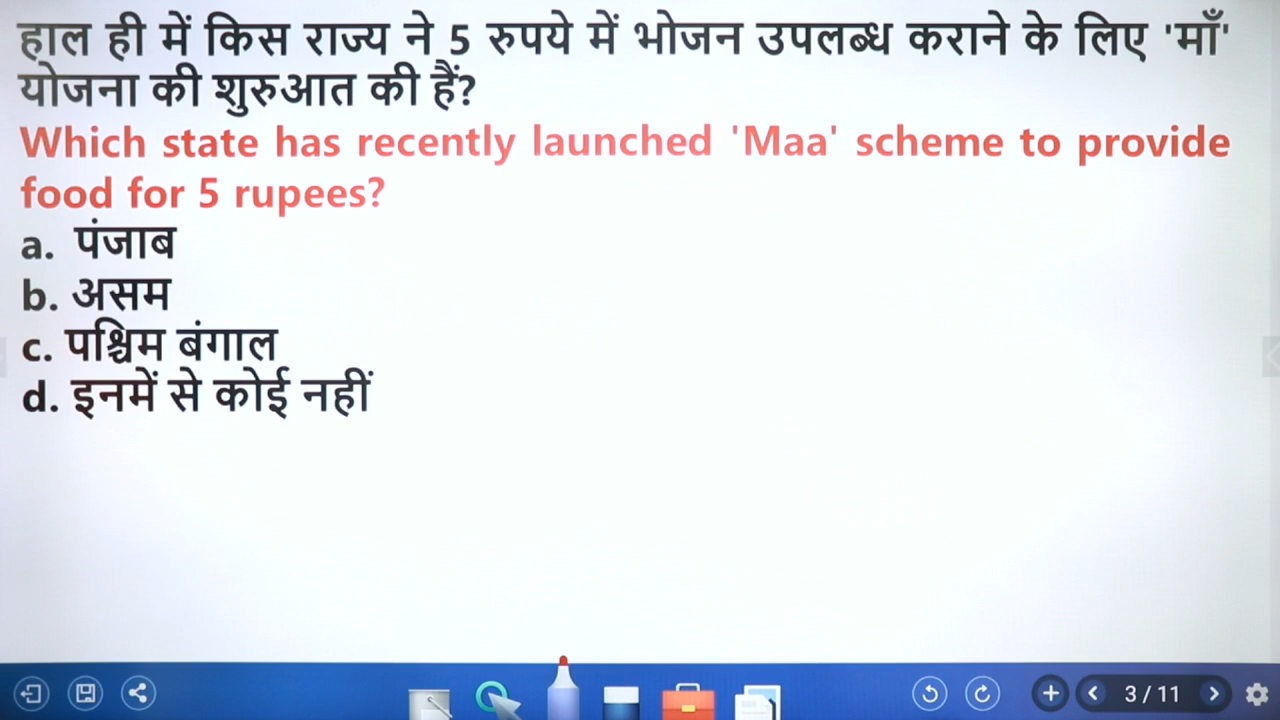 हाल ही में किस राज्य ने 5 रुपये में भोजन उपलब्ध कराने के लिए 'माँ'
योजना की शुरुआत की हैं?
Which state has recently launched 'Maa' scheme to provide
food for 5 rupees?
a. पंजाब
b. असम
c. पश्चिम बंगाल
d. इनमें से कोई नहीं
3 / 11